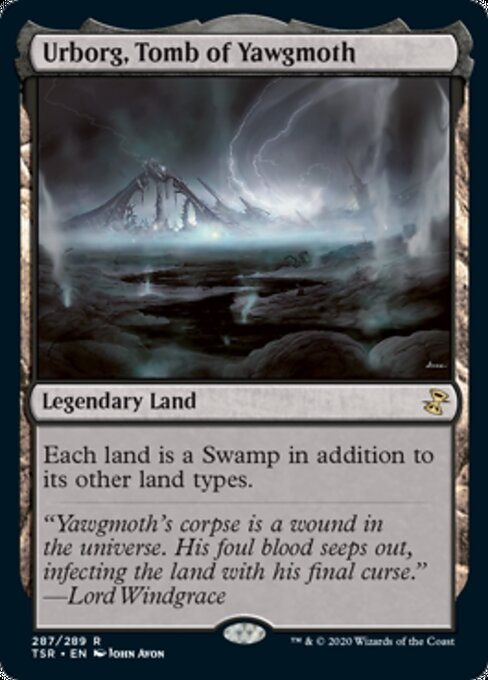 Urborg, Tomb of Yawgmoth
Legendary Land
Each land is a Swamp in addition to
its other land types.
“Yawgmoth’s corpse is a wound in
the universe. His foul blood seeps out,
infecting the land with his final curse.”
—Lord Windgrace
287/289 R
TSR • EN John Avon
™ & © 2020 Wizards of the Coast